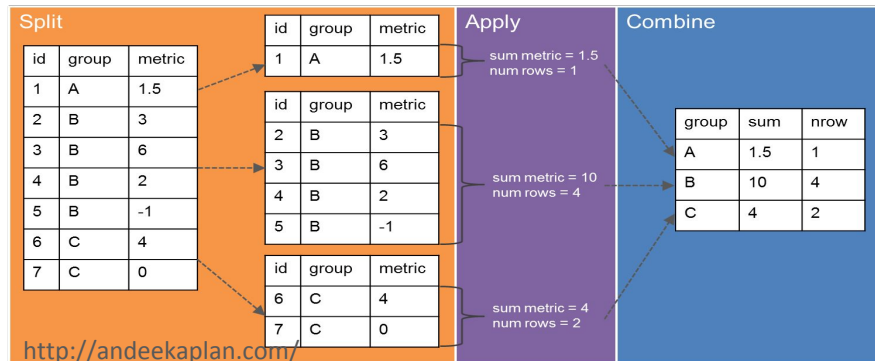 Split
id group metric
1 A 1.5
2 B 3
3 B 6
4 B 2
5 B -1
6 C 4
7 C 0
id group metric
1 A 1.5
id group metric
2 B 3
3 B 6
4 B 2
5 B -1
id group metric
6 C 4
7 C 0
http://andeekaplan.com/
Apply
sum metric = 1.5
num rows = 1
sum metric = 10
num rows = 4
sum metric = 4
num rows = 2
Combine
group sum nrow
A 1.5 1
B 10 4
C 4 2